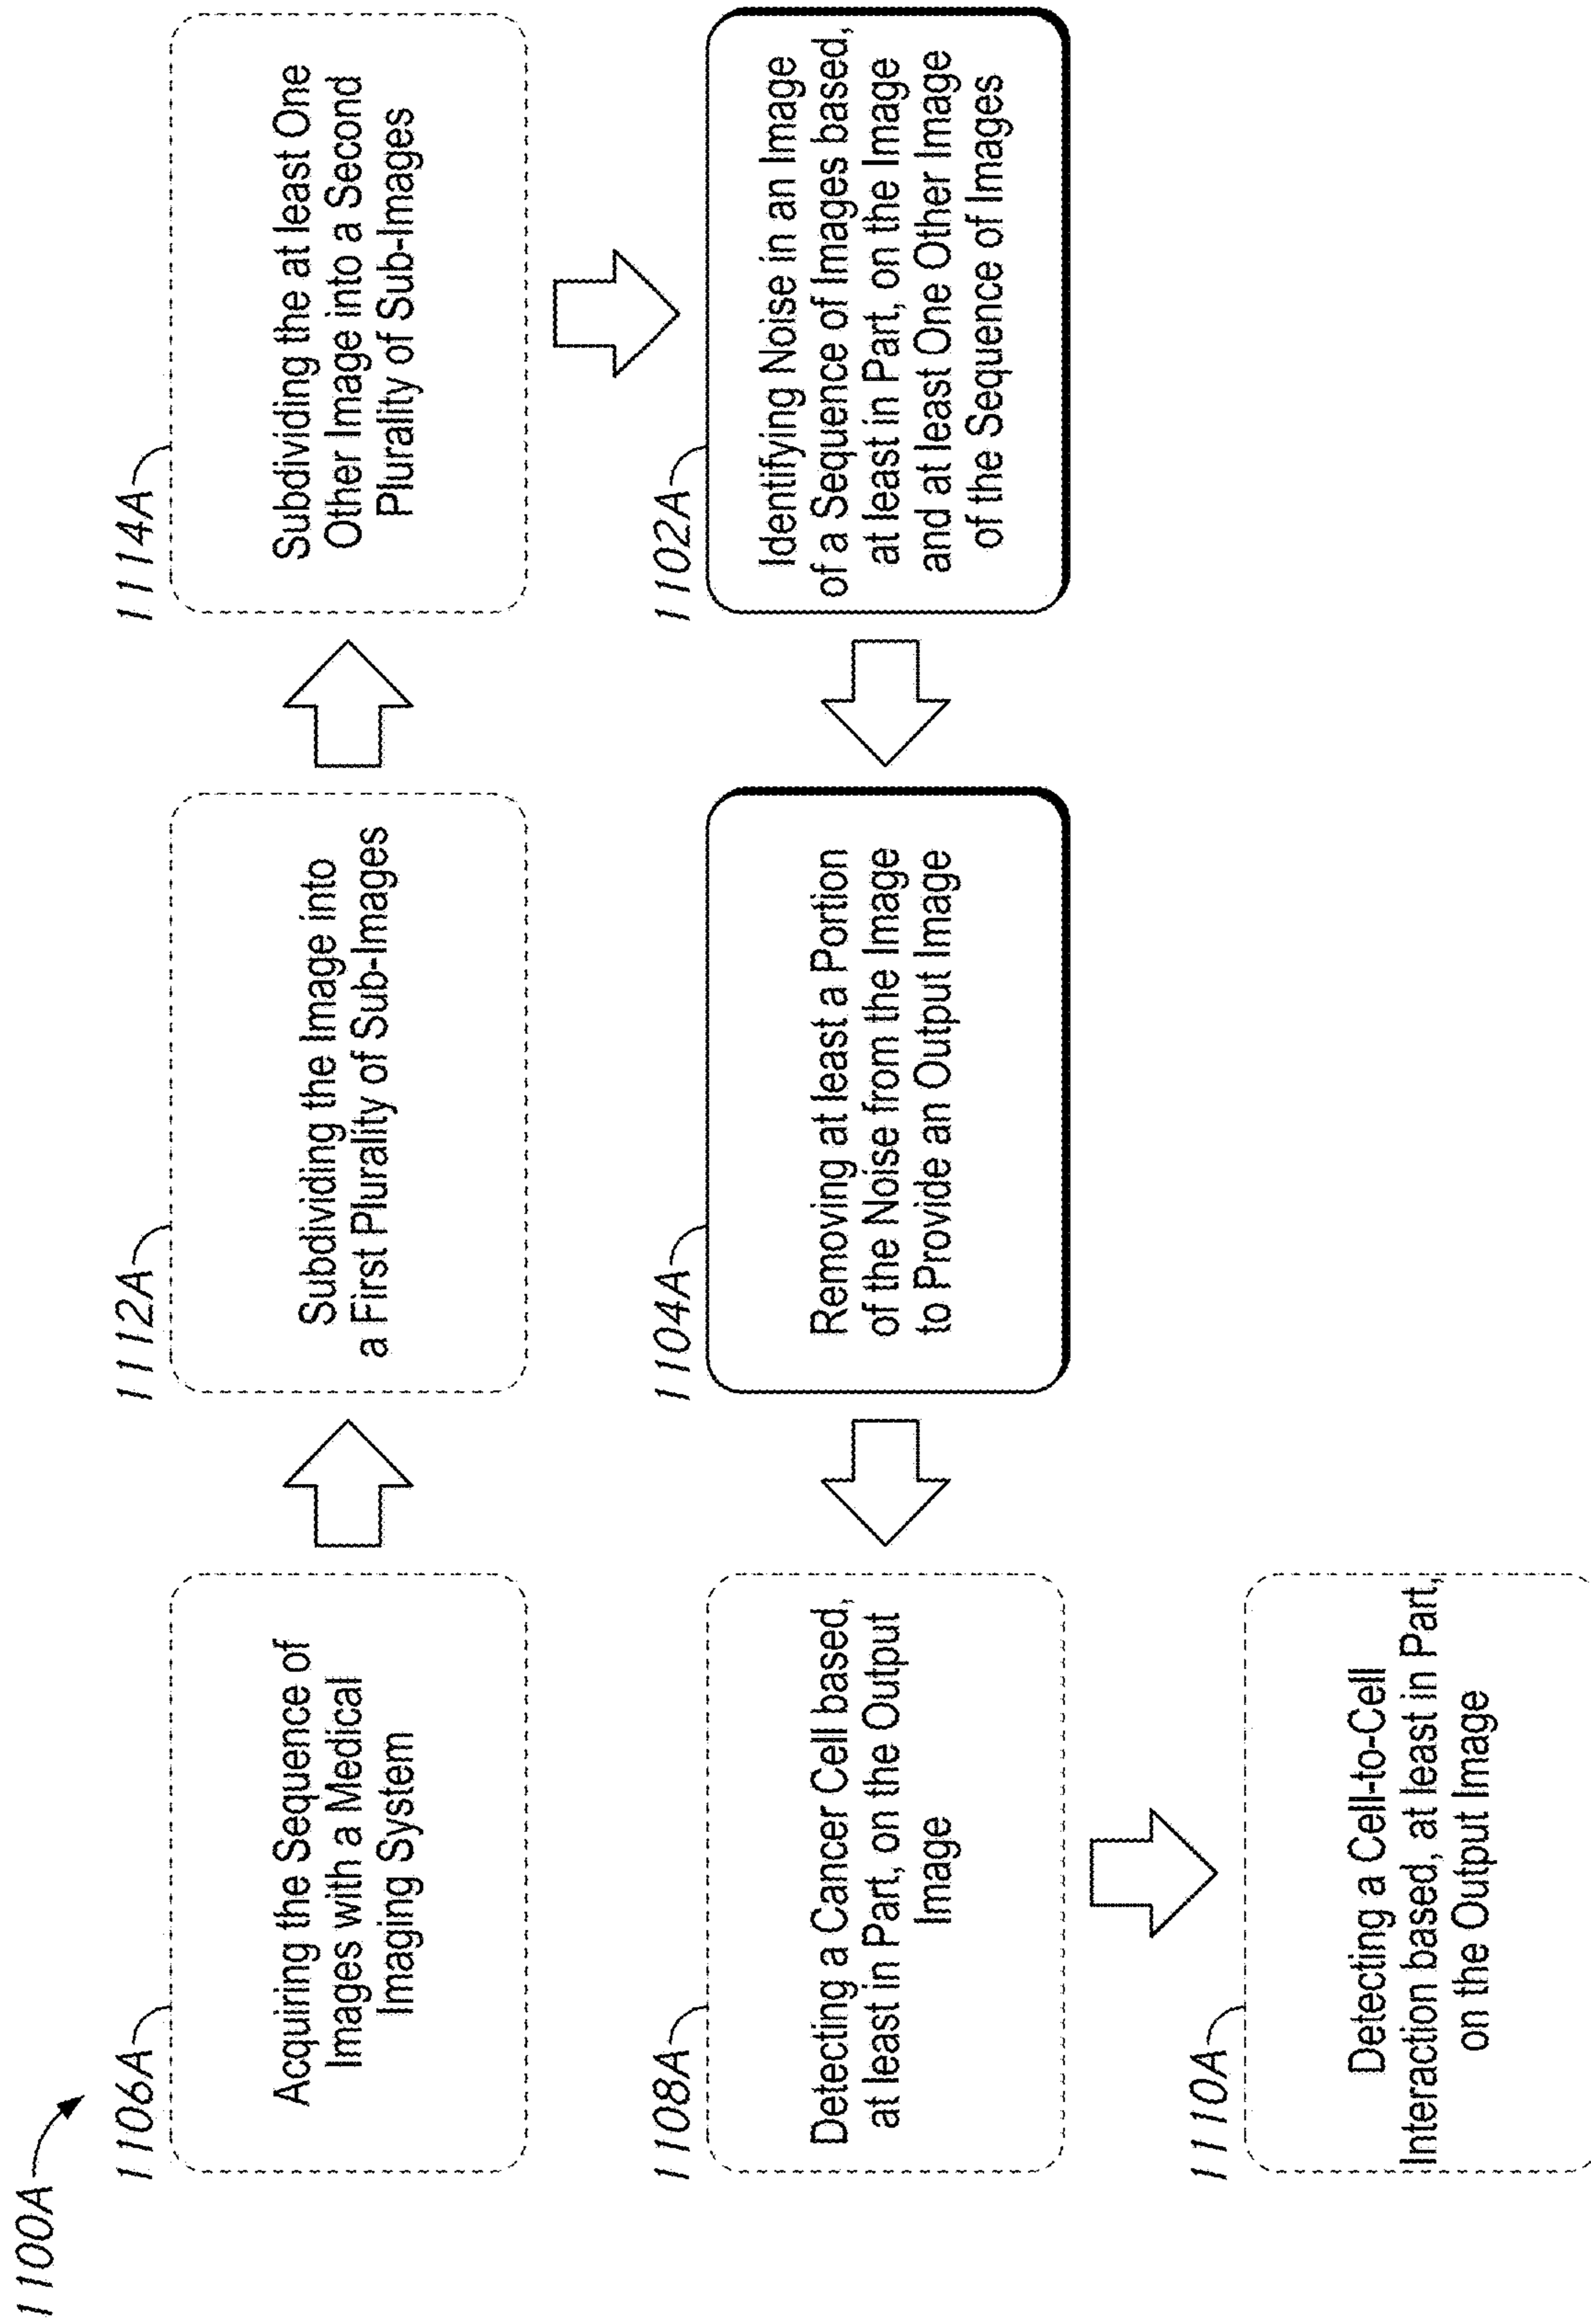 1100A
1106A
Acquiring the Sequence of
Images with a Medical
Imaging System
1112A
Subdividing the Image into
a First Plurality of Sub-Images
1114A
Subdividing the at least One
Other Image into a Second
Plurality of Sub-Images
1102A
Identifying Noise in an Image
of a Sequence of Images based,
at least in Part, on the Image
and at least One Other Image
of the Sequence of Images
1104A
Removing at least a Portion
of the Noise from the Image
to Provide an Output Image
1108A
Detecting a Cancer Cell based,
at least in Part, on the Output
Image
1110A
Detecting a Cell-to-Cell
Interaction based, at least in Part,
on the Output Image